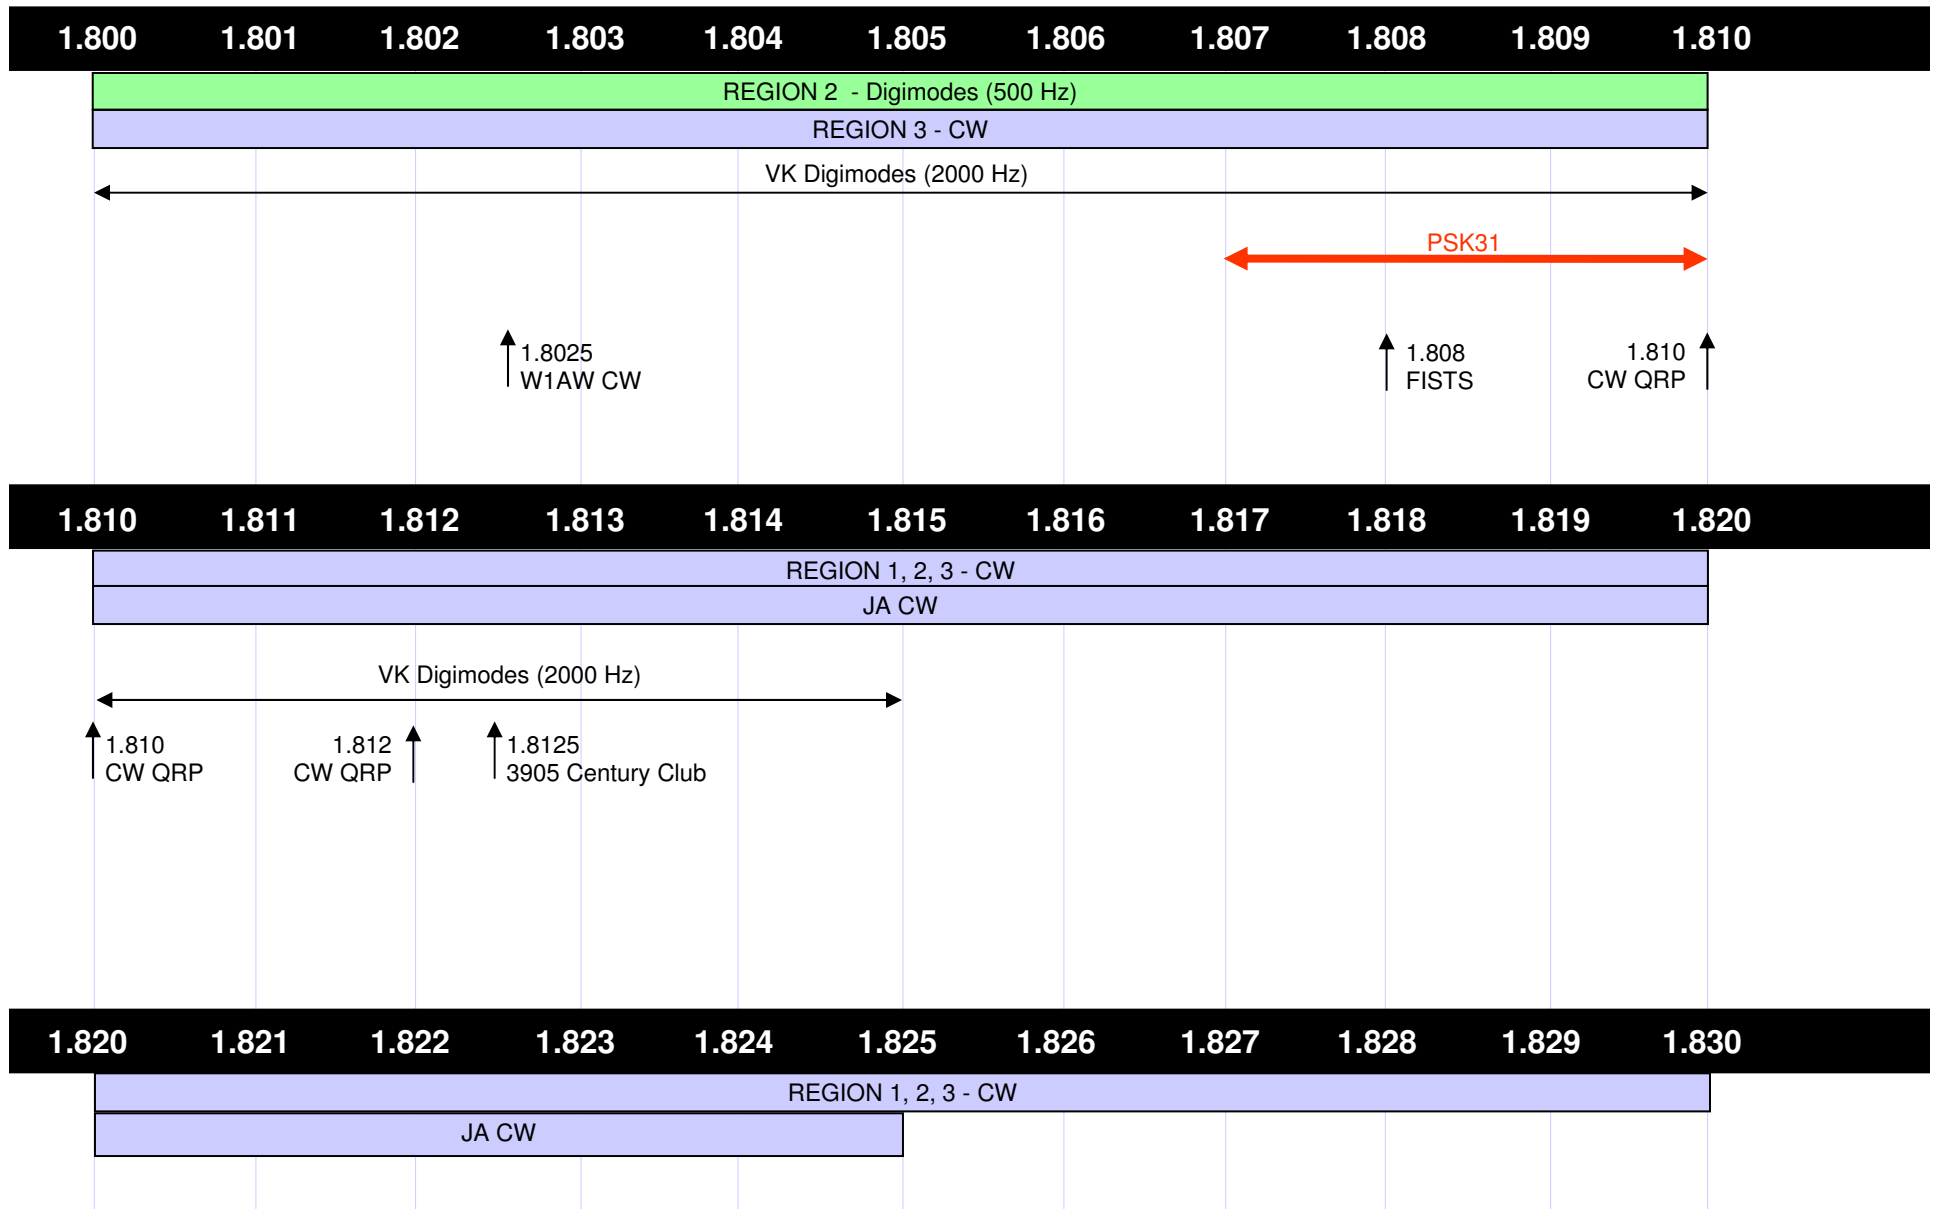 1.800 1.801 1.802 1.803 1.804 1.805 1.806 1.807 1.808 1.809 1.810
REGION 2 - Digimodes (500 Hz)
REGION 3 - CW
VK Digimodes (2000 Hz)
PSK31
1.8025
W1AW CW
1.808
FISTS
1.810
CW QRP
1.810 1.811 1.812 1.813 1.814 1.815 1.816 1.817 1.818 1.819 1.820
REGION 1, 2, 3 - CW
JA CW
VK Digimodes (2000 Hz)
1.810
CW QRP
1.812
CW QRP
1.8125
3905 Century Club
1.820 1.821 1.822 1.823 1.824 1.825 1.826 1.827 1.828 1.829 1.830
REGION 1, 2, 3 - CW
JA CW